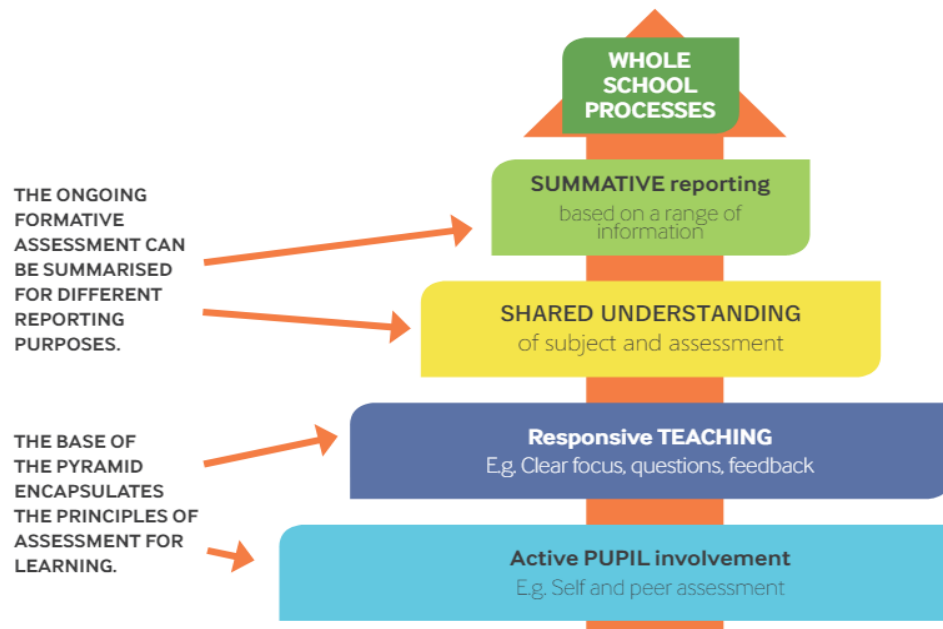 WHOLE
SCHOOL
PROCESSES
SUMMATIVE reporting
based on a range of
information
THE ONGOING
FORMATIVE
ASSESSMENT CAN
BE SUMMARISED
FOR DIFFERENT
REPORTING
PURPOSES.
SHARED UNDERSTANDING
of subject and assessment
Responsive TEACHING
E.g. Clear focus, questions, feedback
THE BASE OF
THE PYRAMID
ENCAPSULATES
THE PRINCIPLES OF
ASSESSMENT FOR
LEARNING.
Active PUPIL involvement
E.g. Self and peer assessment